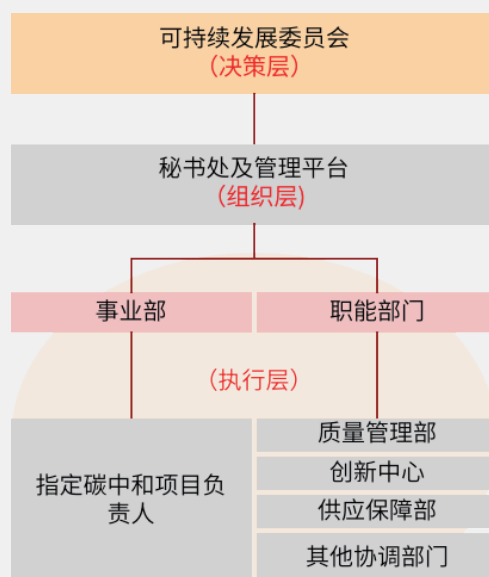 可持续发展委员会
（决策层）
秘书处及管理平台
（组织层)
事业部
职能部门
（执行层）
指定碳中和项目负
责人
质量管理部
创新中心
供应保障部
其他协调部门